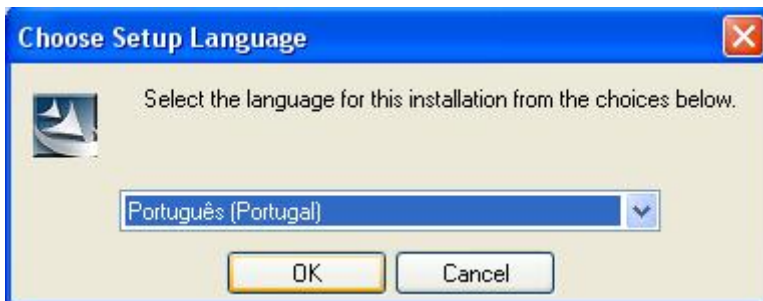 Choose Setup Language
Select the language for this installation from the choices below.
Português (Portugal)
OK
Cancel